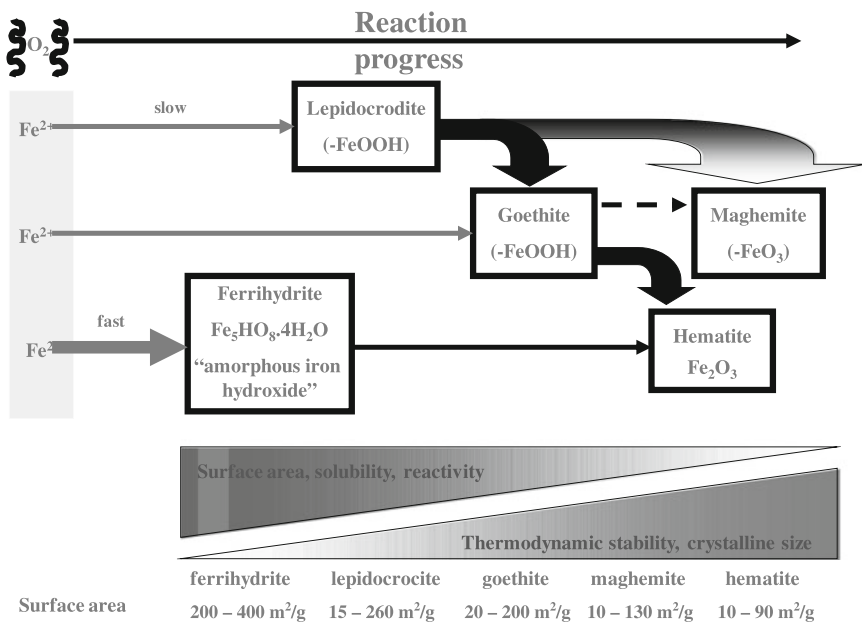 Reaction
progress
O₂
slow
Fe²⁺
Lepidocrodite
(-FeOOH)
Fe²⁺
Goethite
(-FeOOH)
Maghemite
(-FeO₃)
fast
Fe²
Ferrihydrite
Fe₅HO₈.4H₂O
“amorphous iron
hydroxide”
Hematite
Fe₂O₃
Surface area, solubility, reactivity
Thermodynamic stability, crystalline size
ferrihydrite lepidocrocite goethite maghemite hematite
Surface area 200 – 400 m²/g 15 – 260 m²/g 20 – 200 m²/g 10 – 130 m²/g 10 – 90 m²/g